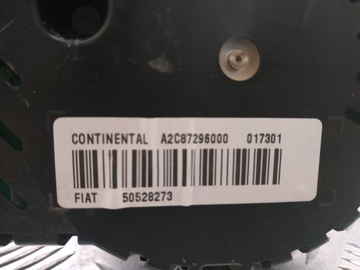 CONTINENTAL A2C87296000 017301
FIAT 50528273